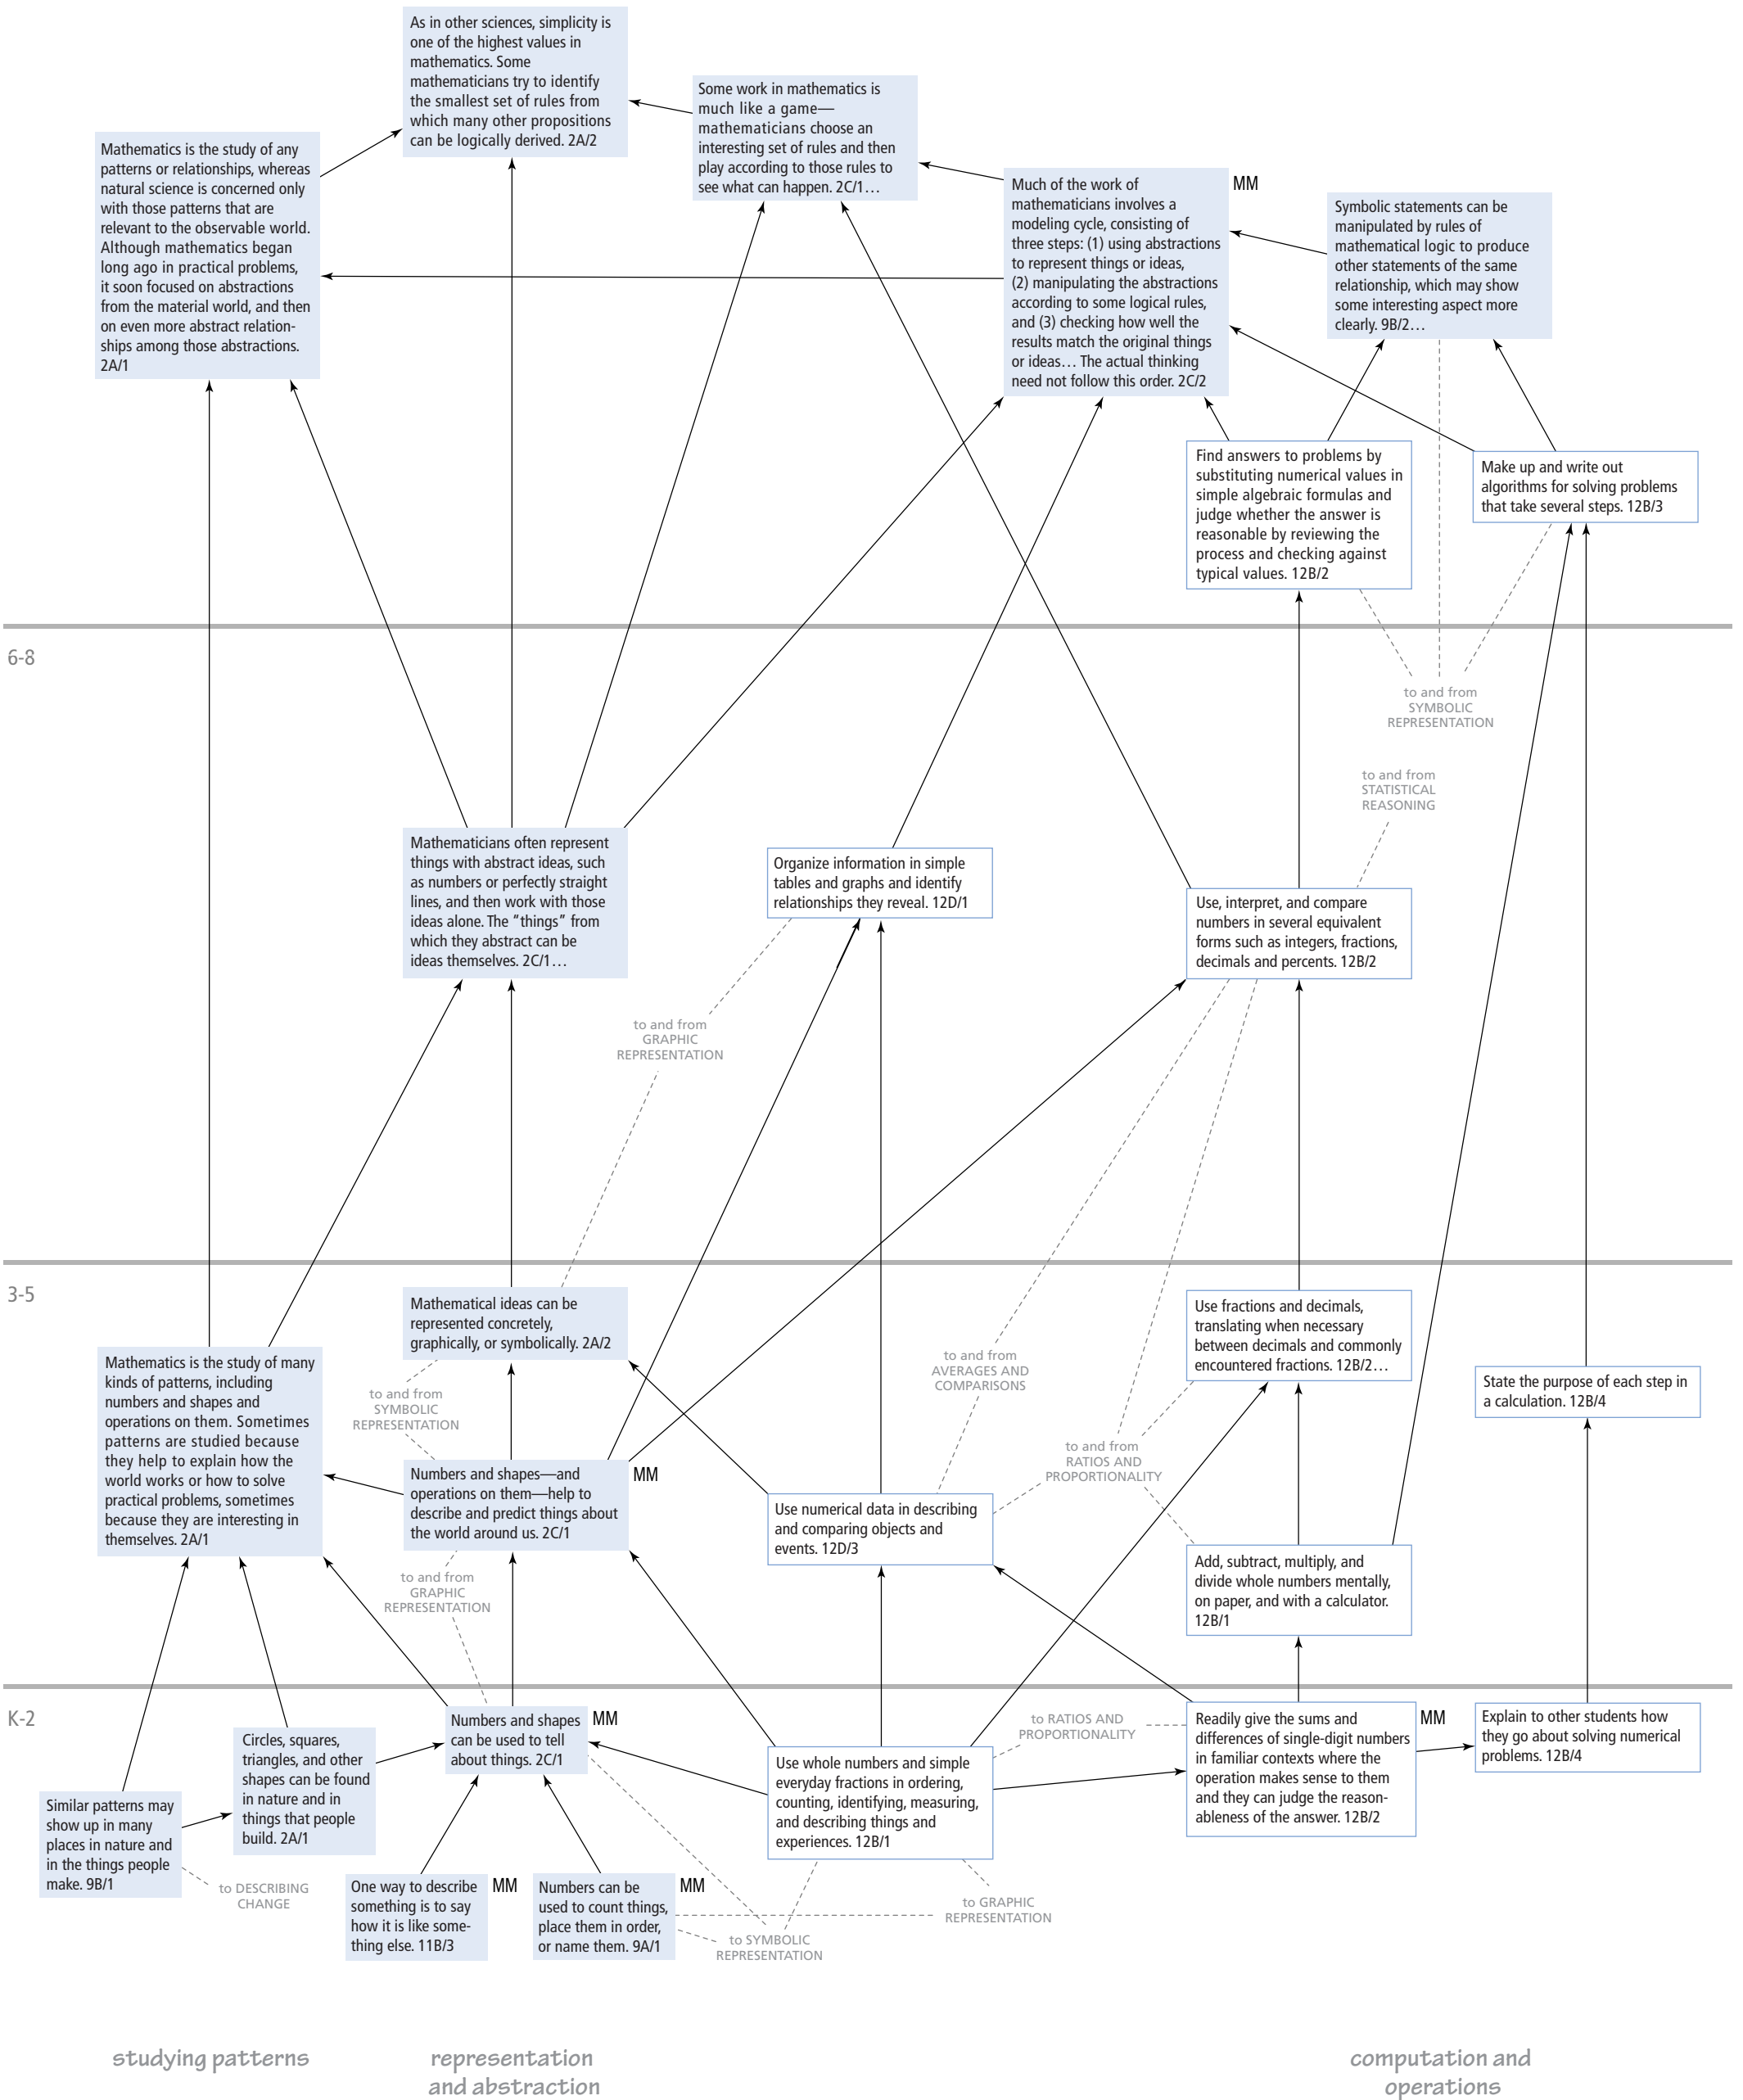 As in other sciences, simplicity is
one of the highest values in
mathematics. Some
mathematicians try to identify
the smallest set of rules from
which many other propositions
can be logically derived. 2A/2
Some work in mathematics is
much like a game—
mathematicians choose an
interesting set of rules and then
play according to those rules to
see what can happen. 2C/1…
Mathematics is the study of any
patterns or relationships, whereas
natural science is concerned only
with those patterns that are
relevant to the observable world.
Although mathematics began
long ago in practical problems,
it soon focused on abstractions
from the material world, and then
on even more abstract relation-
ships among those abstractions.
2A/1
Much of the work of
mathematicians involves a
modeling cycle, consisting of
three steps: (1) using abstractions
to represent things or ideas,
(2) manipulating the abstractions
according to some logical rules,
and (3) checking how well the
results match the original things
or ideas… The actual thinking
need not follow this order. 2C/2
MM
Symbolic statements can be
manipulated by rules of
mathematical logic to produce
other statements of the same
relationship, which may show
some interesting aspect more
clearly. 9B/2…
Find answers to problems by
substituting numerical values in
simple algebraic formulas and
judge whether the answer is
reasonable by reviewing the
process and checking against
typical values. 12B/2
Make up and write out
algorithms for solving problems
that take several steps. 12B/3
6-8
to and from
SYMBOLIC
REPRESENTATION
to and from
STATISTICAL
REASONING
Mathematicians often represent
things with abstract ideas, such
as numbers or perfectly straight
lines, and then work with those
ideas alone. The "things" from
which they abstract can be
ideas themselves. 2C/1…
Organize information in simple
tables and graphs and identify
relationships they reveal. 12D/1
Use, interpret, and compare
numbers in several equivalent
forms such as integers, fractions,
decimals and percents. 12B/2
to and from
GRAPHIC
REPRESENTATION
3-5
Mathematical ideas can be
represented concretely,
graphically, or symbolically. 2A/2
Use fractions and decimals,
translating when necessary
between decimals and commonly
encountered fractions. 12B/2…
Mathematics is the study of many
kinds of patterns, including
numbers and shapes and
operations on them. Sometimes
patterns are studied because
they help to explain how the
world works or how to solve
practical problems, sometimes
because they are interesting in
themselves. 2A/1
to and from
SYMBOLIC
REPRESENTATION
to and from
AVERAGES AND
COMPARISONS
State the purpose of each step in
a calculation. 12B/4
to and from
RATIOS AND
PROPORTIONALITY
Numbers and shapes—and
operations on them—help to
describe and predict things about
the world around us. 2C/1
MM
Use numerical data in describing
and comparing objects and
events. 12D/3
Add, subtract, multiply, and
divide whole numbers mentally,
on paper, and with a calculator.
12B/1
to and from
GRAPHIC
REPRESENTATION
K-2
Numbers and shapes
can be used to tell
about things. 2C/1
MM
Circles, squares,
triangles, and other
shapes can be found
in nature and in
things that people
build. 2A/1
to RATIOS AND
PROPORTIONALITY
Readily give the sums and
differences of single-digit numbers
in familiar contexts where the
operation makes sense to them
and they can judge the reason-
ableness of the answer. 12B/2
MM
Explain to other students how
they go about solving numerical
problems. 12B/4
Use whole numbers and simple
everyday fractions in ordering,
counting, identifying, measuring,
and describing things and
experiences. 12B/1
Similar patterns may
show up in many
places in nature and
in the things people
make. 9B/1
to DESCRIBING
CHANGE
One way to describe
something is to say
how it is like some-
thing else. 11B/3
MM
Numbers can be
used to count things,
place them in order,
or name them. 9A/1
MM
to SYMBOLIC
REPRESENTATION
to GRAPHIC
REPRESENTATION
studying patterns
representation
and abstraction
computation and
operations